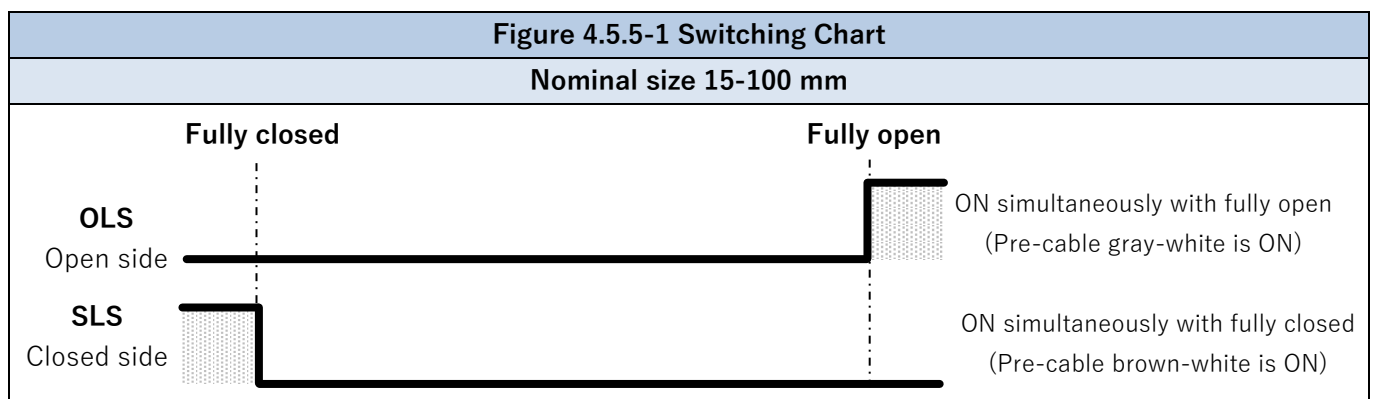 Figure 4.5.5-1 Switching Chart
Nominal size 15-100 mm
Fully closed
Fully open
OLS
Open side
ON simultaneously with fully open
(Pre-cable gray-white is ON)
SLS
Closed side
ON simultaneously with fully closed
(Pre-cable brown-white is ON)